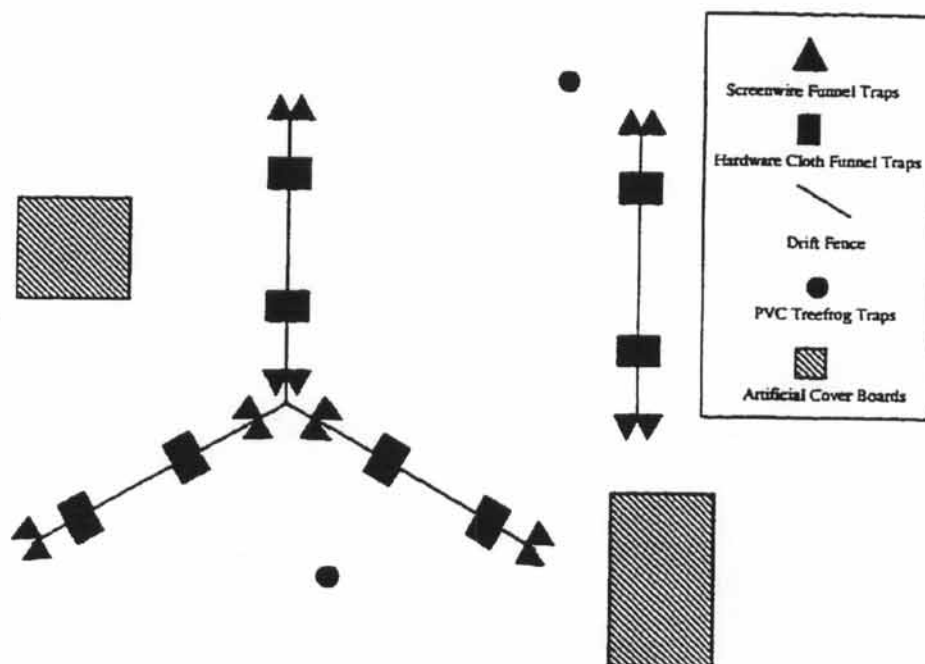 Screenwire Funnel Traps
Hardware Cloth Funnel Traps
Drift Fence
PVC Treefrog Traps
Artificial Cover Boards